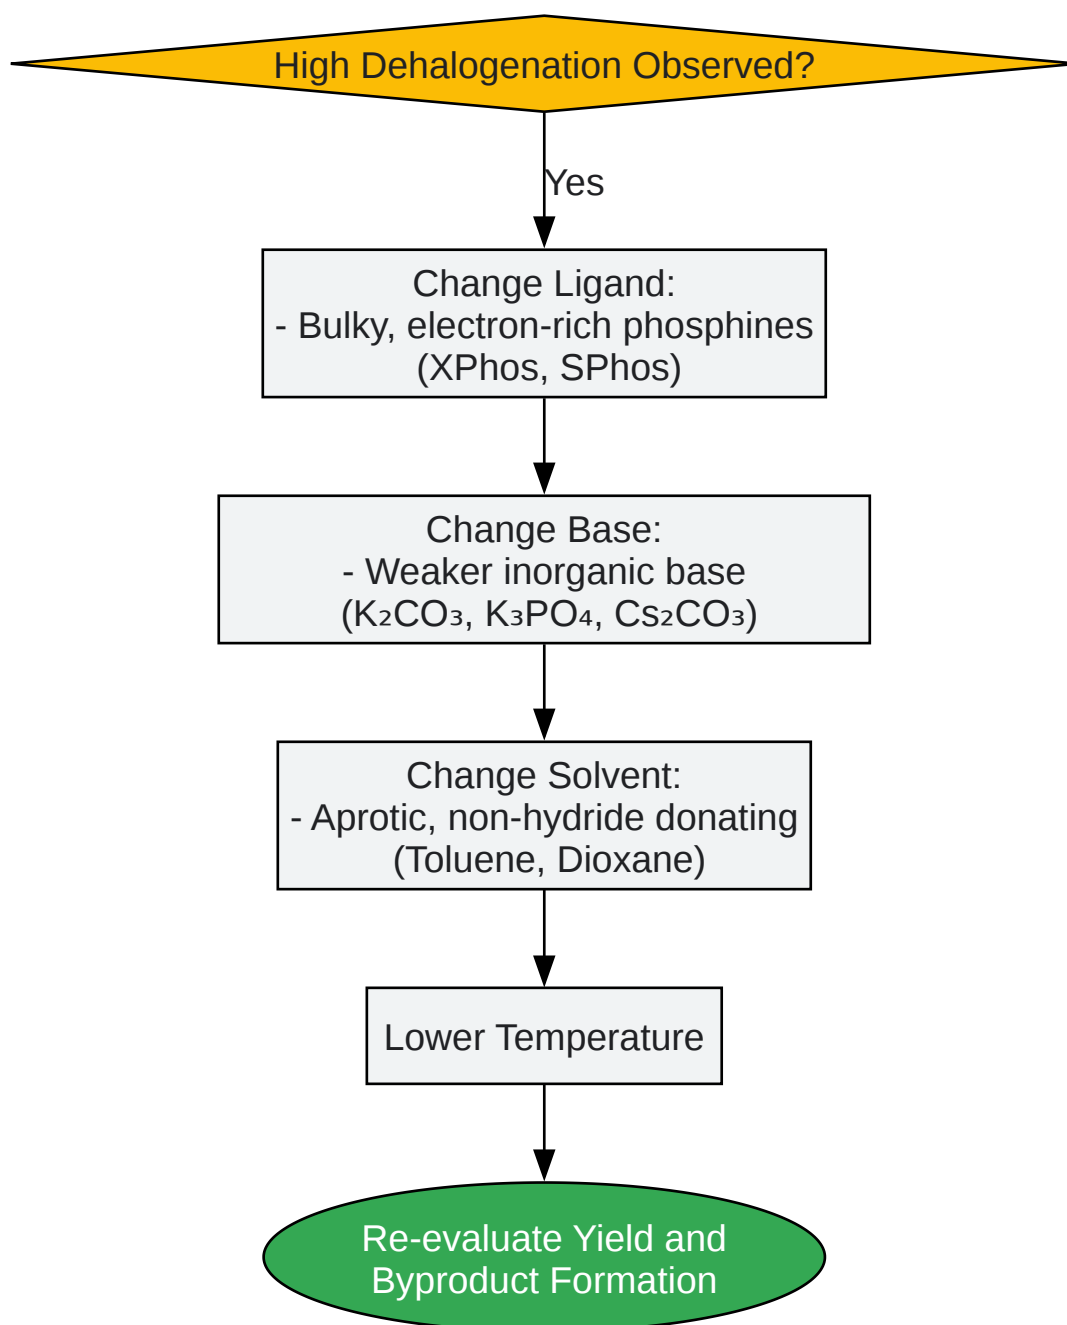 High Dehalogenation Observed?
Yes
Change Ligand:
- Bulky, electron-rich phosphines
(XPhos, SPhos)
Change Base:
- Weaker inorganic base
(K₂CO₃, K₃PO₄, Cs₂CO₃)
Change Solvent:
- Aprotic, non-hydride donating
(Toluene, Dioxane)
Lower Temperature
Re-evaluate Yield and
Byproduct Formation